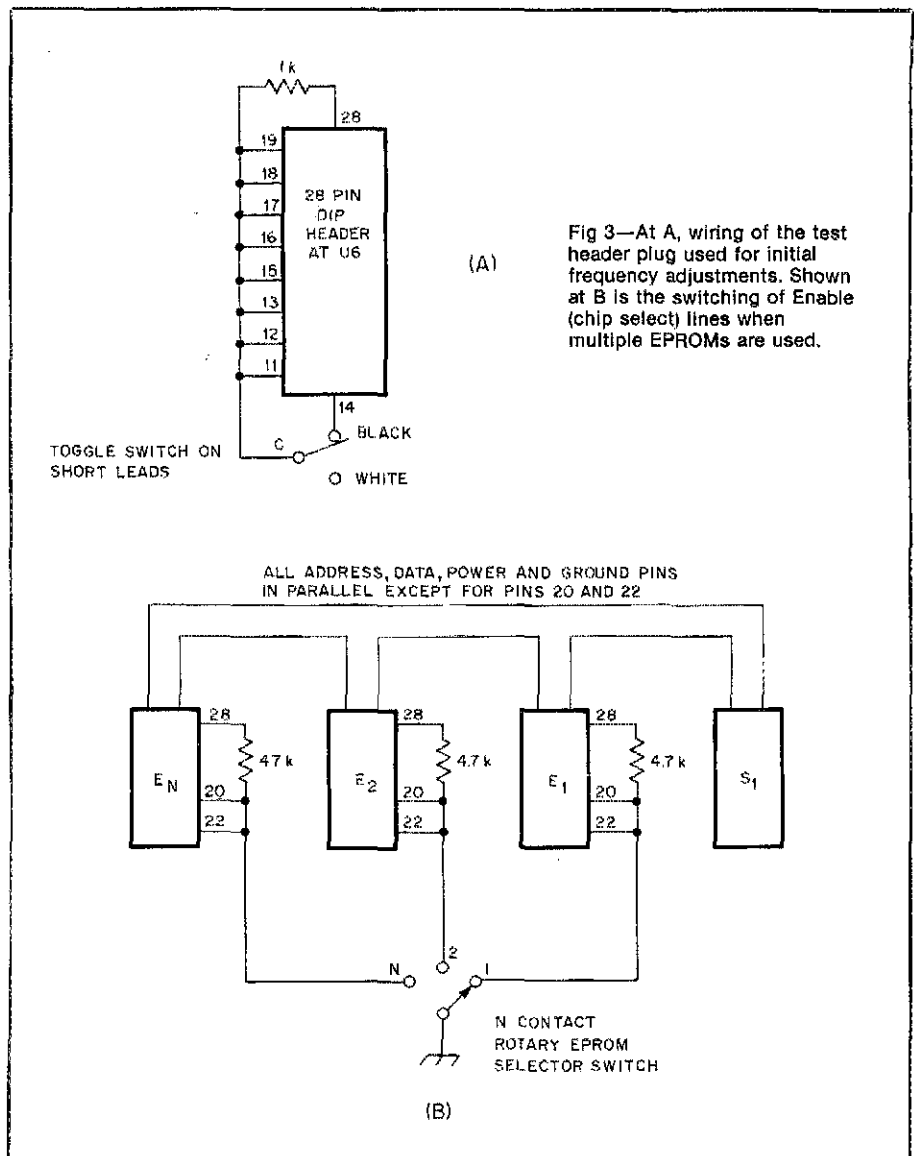 1k
28
19
18
17
16
15
13
12
11
28 PIN
DIP
HEADER
AT U6
14
C
BLACK
WHITE
TOGGLE SWITCH ON
SHORT LEADS
(A)
Fig 3—At A, wiring of the test
header plug used for initial
frequency adjustments. Shown
at B is the switching of Enable
(chip select) lines when
multiple EPROMs are used.
ALL ADDRESS, DATA, POWER AND GROUND PINS
IN PARALLEL EXCEPT FOR PINS 20 AND 22
EN
28
47k
20
22
E2
28
4.7k
20
22
E1
28
4.7k
20
22
S1
N
2
1
N CONTACT
ROTARY EPROM
SELECTOR SWITCH
(B)